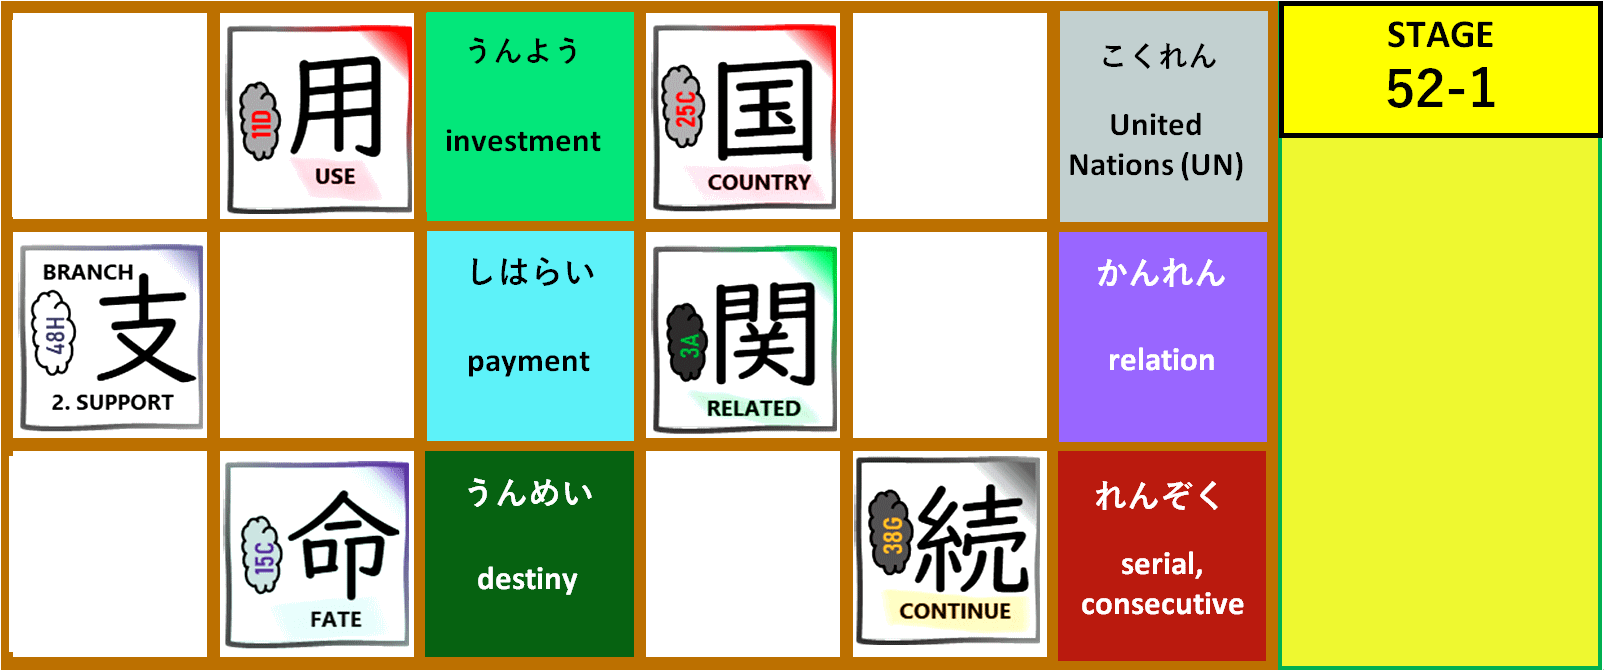 11D
用
USE
うんよう
investment
25C
国
COUNTRY
こくれん
United
Nations (UN)
STAGE
52-1
BRANCH
48H
支
2. SUPPORT
しはらい
payment
3A
関
RELATED
かんれん
relation
15C
命
FATE
うんめい
destiny
38G
続
CONTINUE
れんぞく
serial,
consecutive